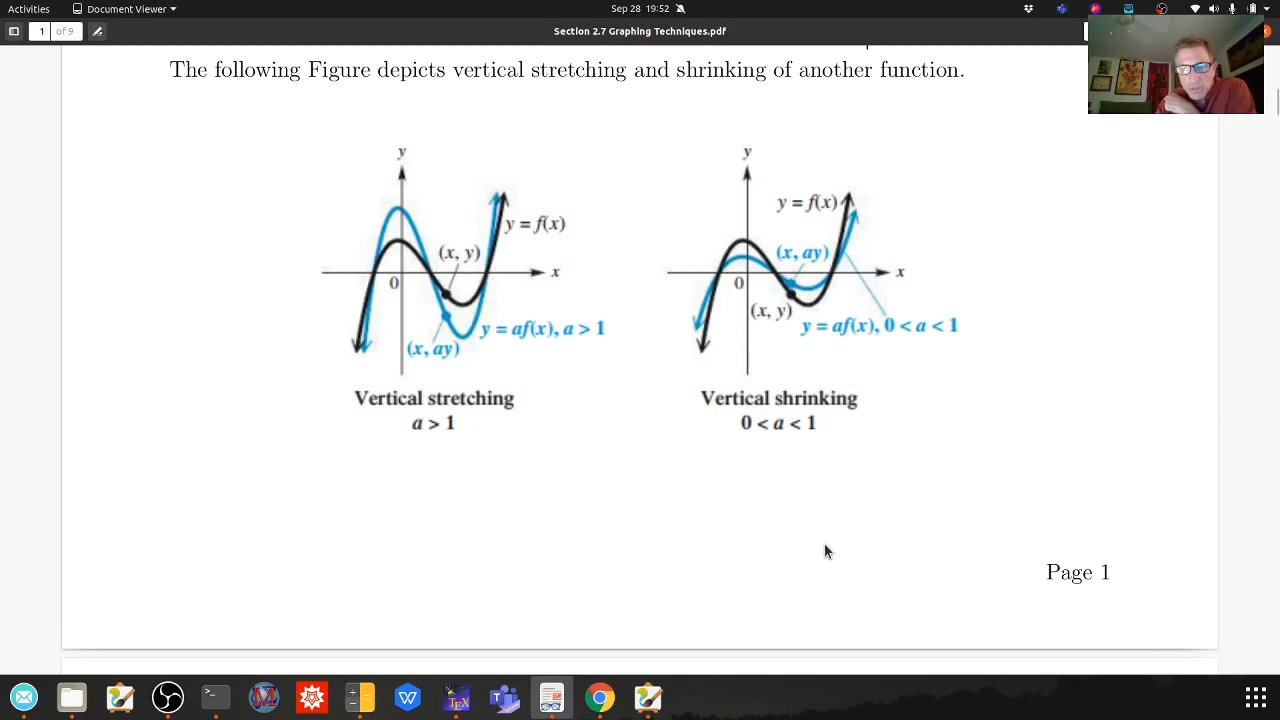 Activities
Document Viewer
Sep 28 19:52
1
of 9
Section 2.7 Graphing Techniques.pdf
The following Figure depicts vertical stretching and shrinking of another function.
y
y = f(x)
(x, y)
x
0
y = af(x), a > 1
(x, ay)
Vertical stretching
a > 1
y
y = f(x)
(x, ay)
x
0
(x, y)
y = af(x), 0 < a < 1
Vertical shrinking
0 < a < 1
Page 1